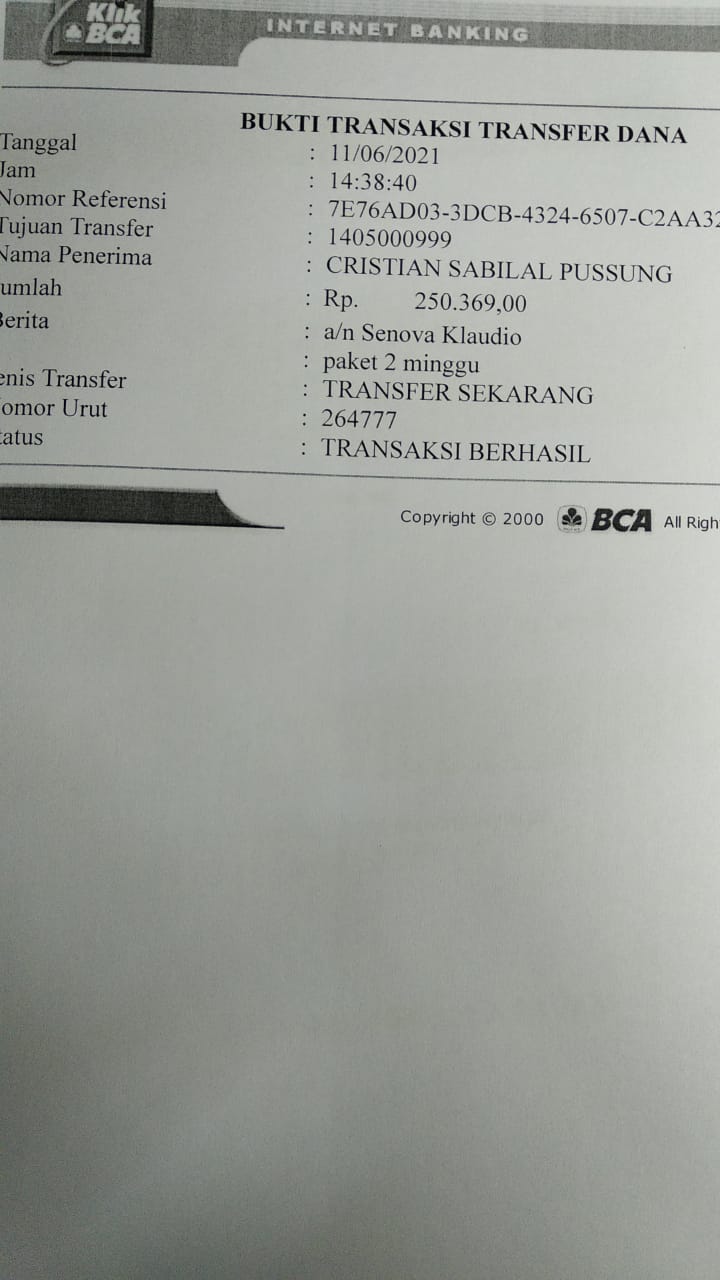 Klik
BCA
INTERNET BANKING
BUKTI TRANSAKSI TRANSFER DANA
Tanggal : 11/06/2021
Jam : 14:38:40
Nomor Referensi : 7E76AD03-3DCB-4324-6507-C2AA32
Tujuan Transfer : 1405000999
Nama Penerima : CRISTIAN SABILAL PUSSUNG
umlah : Rp. 250.369,00
Berita : a/n Senova Klaudio
: paket 2 minggu
enis Transfer : TRANSFER SEKARANG
omor Urut : 264777
tatus : TRANSAKSI BERHASIL
Copyright © 2000 BCA All Righ